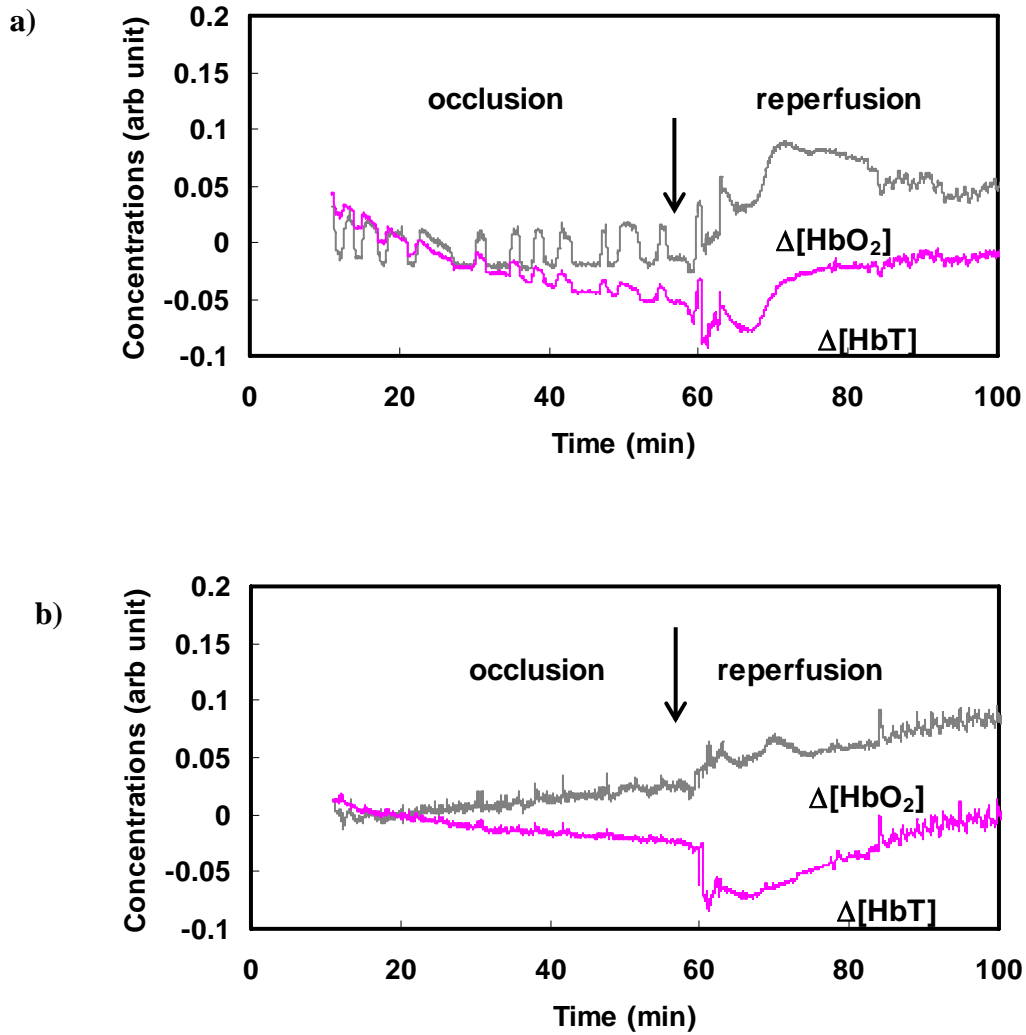 a)
Concentrations (arb unit)
0.2
0.15
0.1
0.05
0
-0.05
-0.1
occlusion
reperfusion
Δ[HbO₂]
Δ[HbT]
0 20 40 60 80 100
Time (min)
b)
Concentrations (arb unit)
0.2
0.15
0.1
0.05
0
-0.05
-0.1
occlusion
reperfusion
Δ[HbO₂]
Δ[HbT]
0 20 40 60 80 100
Time (min)